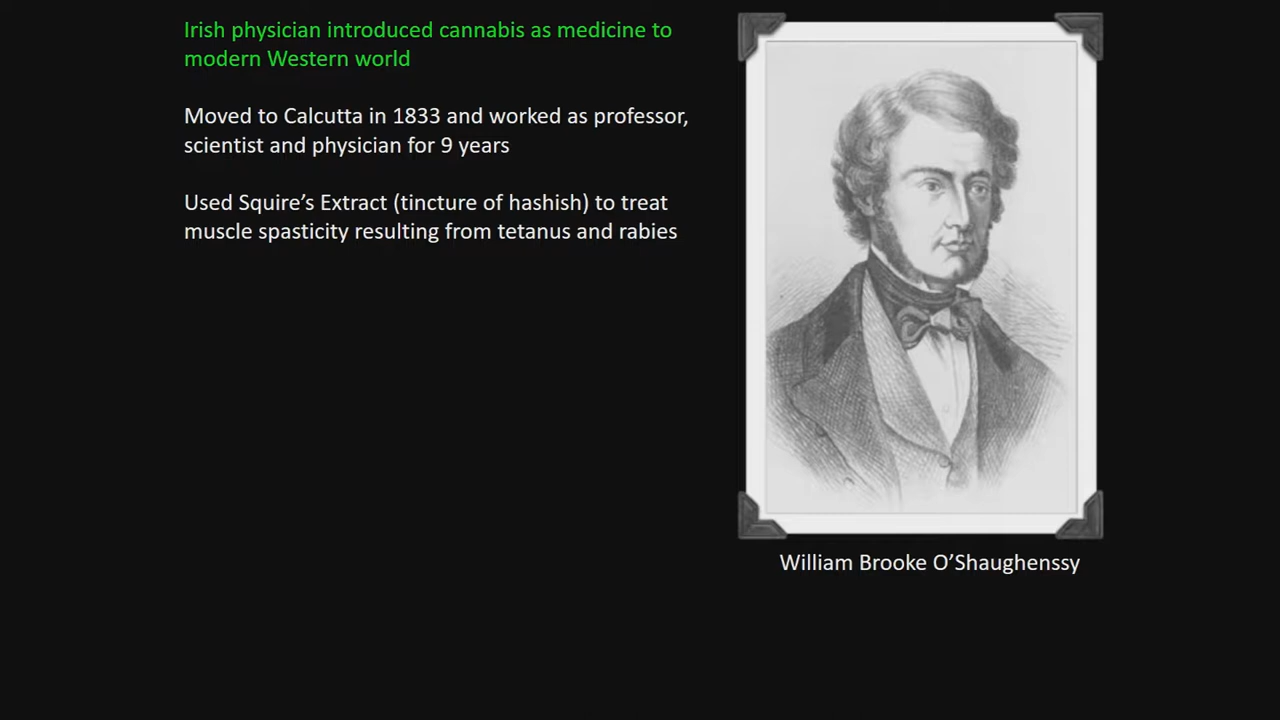 Irish physician introduced cannabis as medicine to
modern Western world
Moved to Calcutta in 1833 and worked as professor,
scientist and physician for 9 years
Used Squire’s Extract (tincture of hashish) to treat
muscle spasticity resulting from tetanus and rabies
William Brooke O’Shaughenssy